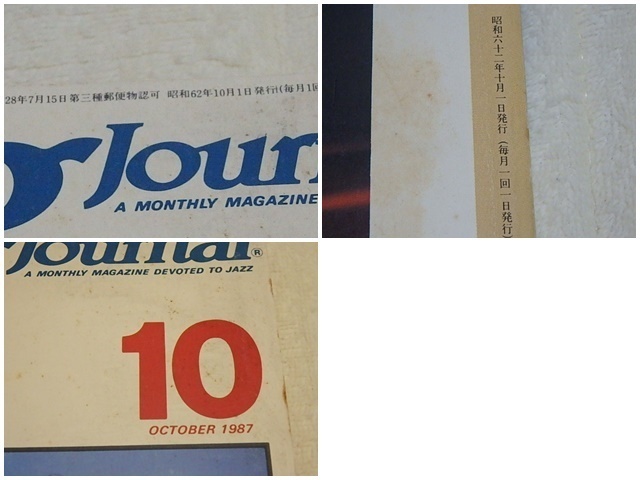 28年7月15日第三種郵便物認可 昭和62年10月1日発行(毎月1回
Jour
A MONTHLY MAGAZINE
昭和六十二年十月一日発行(毎月一回一日発行)
Journal®
A MONTHLY MAGAZINE DEVOTED TO JAZZ
10
OCTOBER 1987